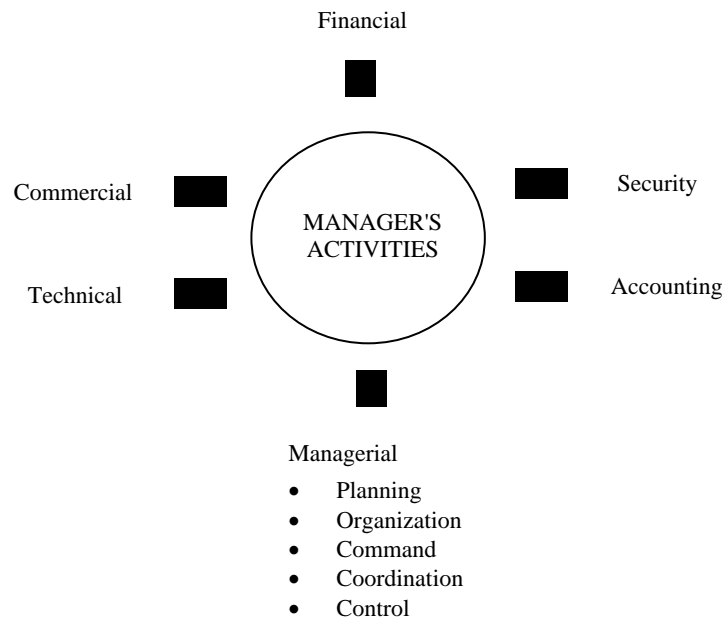 Financial
Commercial
Security
MANAGER'S
ACTIVITIES
Technical
Accounting
Managerial
• Planning
• Organization
• Command
• Coordination
• Control